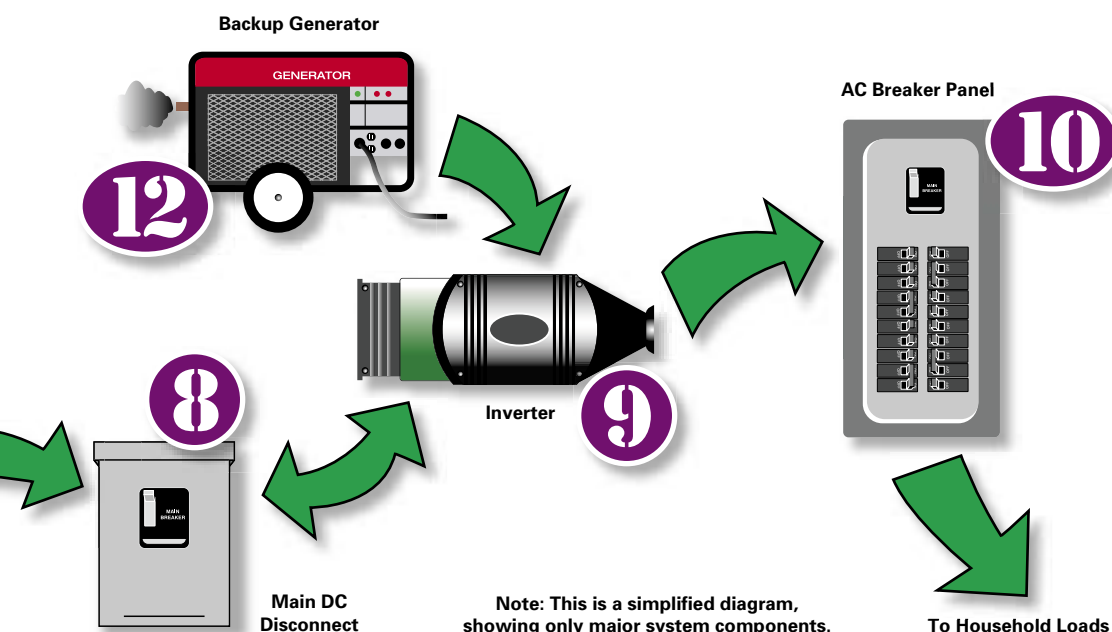 Backup Generator
GENERATOR
12
AC Breaker Panel
10
MAIN
BREAKER
Inverter
9
8
MAIN
BREAKER
Main DC
Disconnect
Note: This is a simplified diagram,
showing only major system components.
To Household Loads